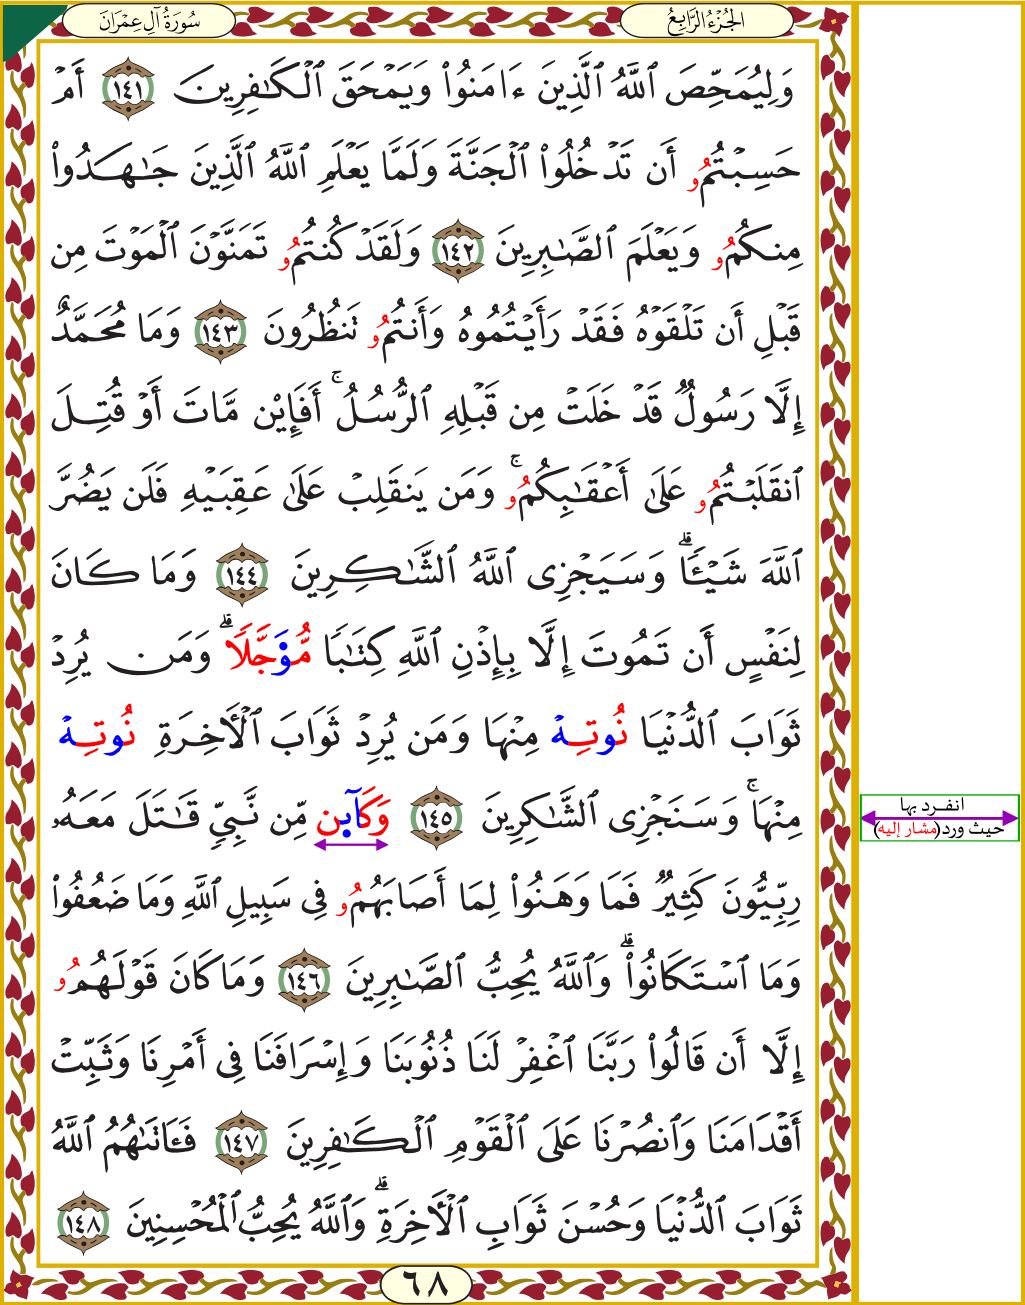 سُورَةُ آلِ عِمْرَان
الجُزْءُ الرَّابِعُ
وَلِيُمَحِّصَ ٱللَّهُ ٱلَّذِينَ ءَامَنُوا۟ وَيَمْحَقَ ٱلْكَـٰفِرِينَ ١٤١ أَمْ
حَسِبْتُمُو أَن تَدْخُلُوا۟ ٱلْجَنَّةَ وَلَمَّا يَعْلَمِ ٱللَّهُ ٱلَّذِينَ جَـٰهَدُوا۟
مِنكُمُو وَيَعْلَمَ ٱلصَّـٰبِرِينَ ١٤٢ وَلَقَدْ كُنتُمُو تَمَنَّوْنَ ٱلْمَوْتَ مِن
قَبْلِ أَن تَلْقَوْهُ فَقَدْ رَأَيْتُمُوهُ وَأَنتُمُو تَنظُرُونَ ١٤٣ وَمَا مُحَمَّدٌ
إِلَّا رَسُولٌ قَدْ خَلَتْ مِن قَبْلِهِ ٱلرُّسُلُ ۚ أَفَإِي۟ن مَّاتَ أَوْ قُتِلَ
ٱنقَلَبْتُمُو عَلَىٰ أَعْقَـٰبِكُمُو ۚ وَمَن يَنقَلِبْ عَلَىٰ عَقِبَيْهِ فَلَن يَضُرَّ
ٱللَّهَ شَيْـًٔا ۗ وَسَيَجْزِى ٱللَّهُ ٱلشَّـٰكِرِينَ ١٤٤ وَمَا كَانَ
لِنَفْسٍ أَن تَمُوتَ إِلَّا بِإِذْنِ ٱللَّهِ كِتَـٰبًا مُّوَجَّلًا ۗ وَمَن يُرِدْ
ثَوَابَ ٱلدُّنْيَا نُوتِهْ مِنْهَا وَمَن يُرِدْ ثَوَابَ ٱلْأَخِرَةِ نُوتِهْ
مِنْهَا ۚ وَسَنَجْزِى ٱلشَّـٰكِرِينَ ١٤٥ وَكَآىِٕن مِّن نَّبِيٍّ قَـٰتَلَ مَعَهُۥ
رِبِّيُّونَ كَثِيرٌ فَمَا وَهَنُوا۟ لِمَا أَصَابَهُمُو فِى سَبِيلِ ٱللَّهِ وَمَا ضَعُفُوا۟
وَمَا ٱسْتَكَانُوا۟ ۗ وَٱللَّهُ يُحِبُّ ٱلصَّـٰبِرِينَ ١٤٦ وَمَا كَانَ قَوْلَهُمُو
إِلَّا أَن قَالُوا۟ رَبَّنَا ٱغْفِرْ لَنَا ذُنُوبَنَا وَإِسْرَافَنَا فِى أَمْرِنَا وَثَبِّتْ
أَقْدَامَنَا وَٱنصُرْنَا عَلَى ٱلْقَوْمِ ٱلْكَـٰفِرِينَ ١٤٧ فَـَٔاتَىٰهُمُ ٱللَّهُ
ثَوَابَ ٱلدُّنْيَا وَحُسْنَ ثَوَابِ ٱلْأَخِرَةِ ۗ وَٱللَّهُ يُحِبُّ ٱلْمُحْسِنِينَ ١٤٨
انفرد بها
حيث ورد(مشار إليه)
٦٨